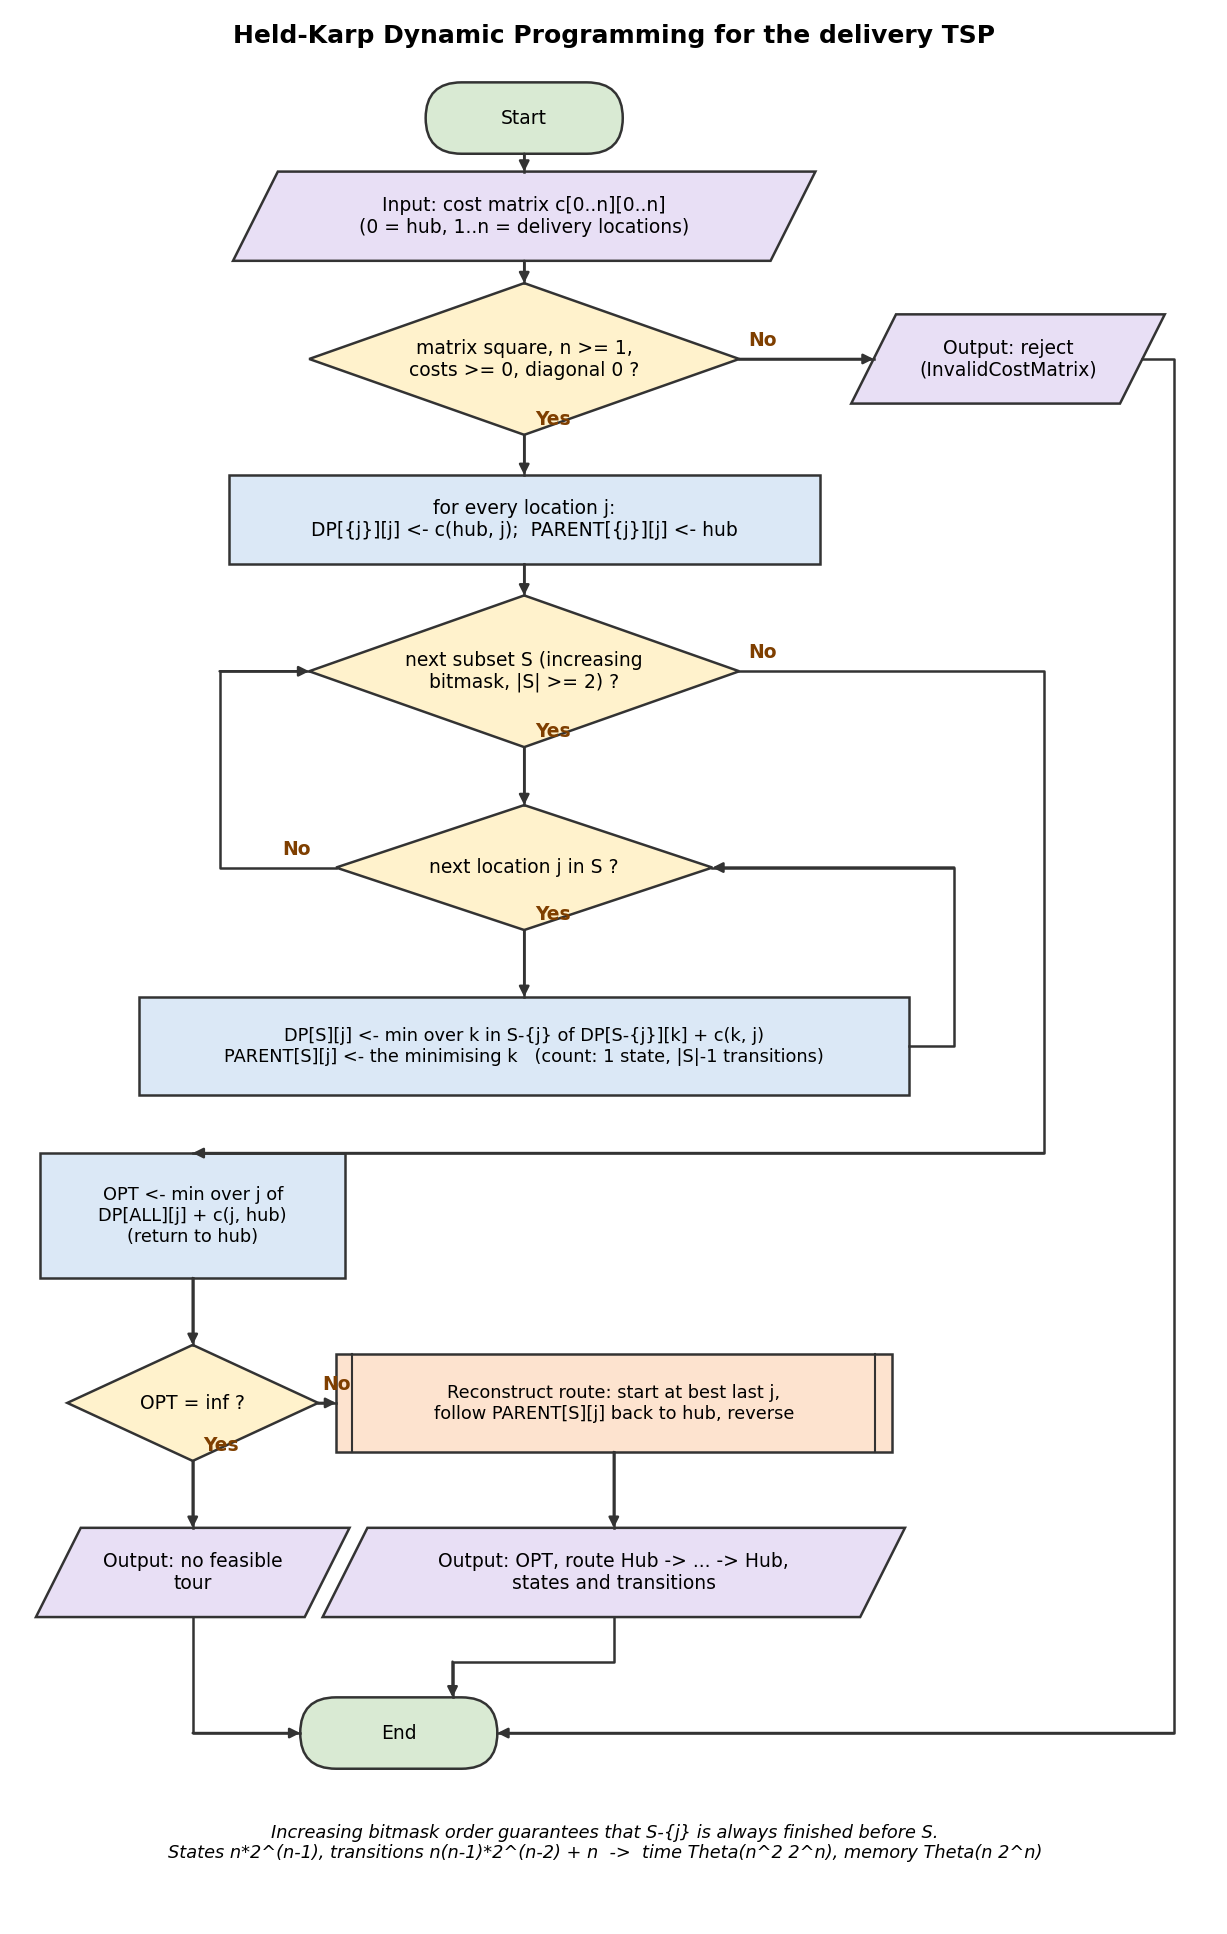 Held-Karp Dynamic Programming for the delivery TSP
Start
Input: cost matrix c[0..n][0..n]
(0 = hub, 1..n = delivery locations)
matrix square, n >= 1,
costs >= 0, diagonal 0 ?
No
Output: reject
(InvalidCostMatrix)
Yes
for every location j:
DP[{j}][j] <- c(hub, j);  PARENT[{j}][j] <- hub
next subset S (increasing
bitmask, |S| >= 2) ?
No
Yes
No
next location j in S ?
Yes
DP[S][j] <- min over k in S-{j} of DP[S-{j}][k] + c(k, j)
PARENT[S][j] <- the minimising k   (count: 1 state, |S|-1 transitions)
OPT <- min over j of
DP[ALL][j] + c(j, hub)
(return to hub)
OPT = inf ?
No
Yes
Reconstruct route: start at best last j,
follow PARENT[S][j] back to hub, reverse
Output: no feasible
tour
Output: OPT, route Hub -> ... -> Hub,
states and transitions
End
Increasing bitmask order guarantees that S-{j} is always finished before S.
States n*2^(n-1), transitions n(n-1)*2^(n-2) + n  ->  time Theta(n^2 2^n), memory Theta(n 2^n)